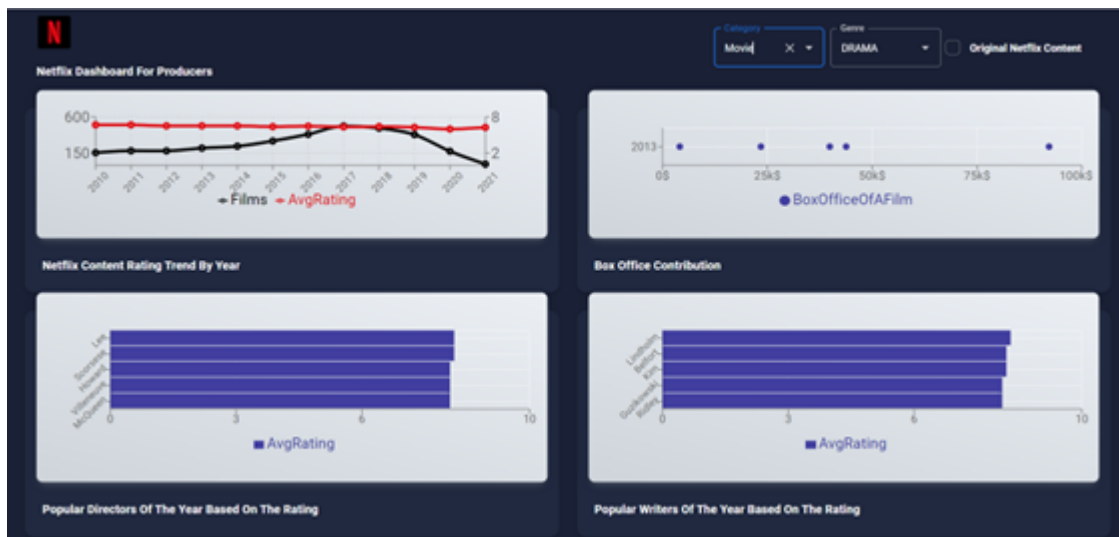 N
Category
Genre
Movie
DRAMA
Original Netflix Content
Netflix Dashboard For Producers
600
150
8
2
2010 2011 2012 2013 2014 2015 2016 2017 2018 2019 2020 2021
Films AvgRating
Netflix Content Rating Trend By Year
2013
0$ 25k$ 50k$ 75k$ 100k$
BoxOfficeOfAFilm
Box Office Contribution
Lee
Scorsese
Howard
Villeneuve
McQueen
0 3 6 10
AvgRating
Popular Directors Of The Year Based On The Rating
Lindholm
Belfort
Kim
Guzikowski
Ridley
0 3 6 10
AvgRating
Popular Writers Of The Year Based On The Rating